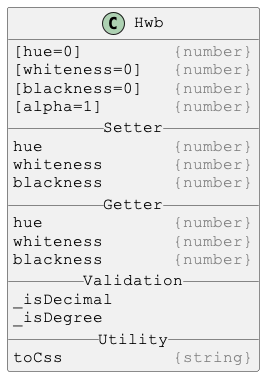 C Hwb
[hue=0] {number}
[whiteness=0] {number}
[blackness=0] {number}
[alpha=1] {number}
Setter
hue {number}
whiteness {number}
blackness {number}
Getter
hue {number}
whiteness {number}
blackness {number}
Validation
_isDecimal
_isDegree
Utility
toCss {string}